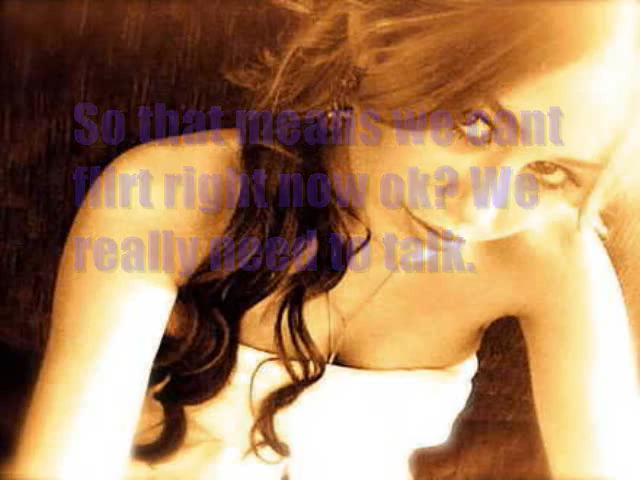 So that means we cant
flirt right now ok? We
really need to talk.